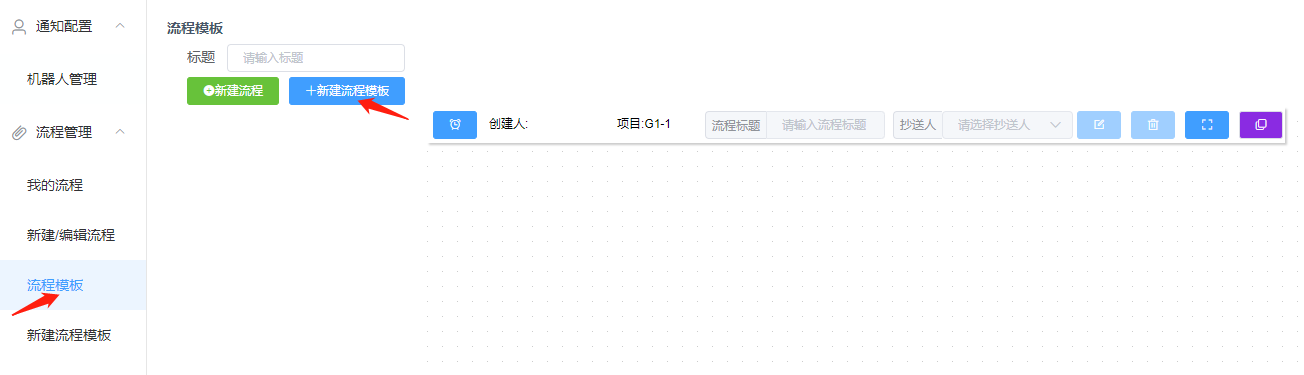 通知配置
机器人管理
流程管理
我的流程
新建/编辑流程
流程模板
新建流程模板
流程模板
标题 请输入标题
新建流程 新建流程模板
创建人: 项目:G1-1 流程标题 请输入流程标题 抄送人 请选择抄送人